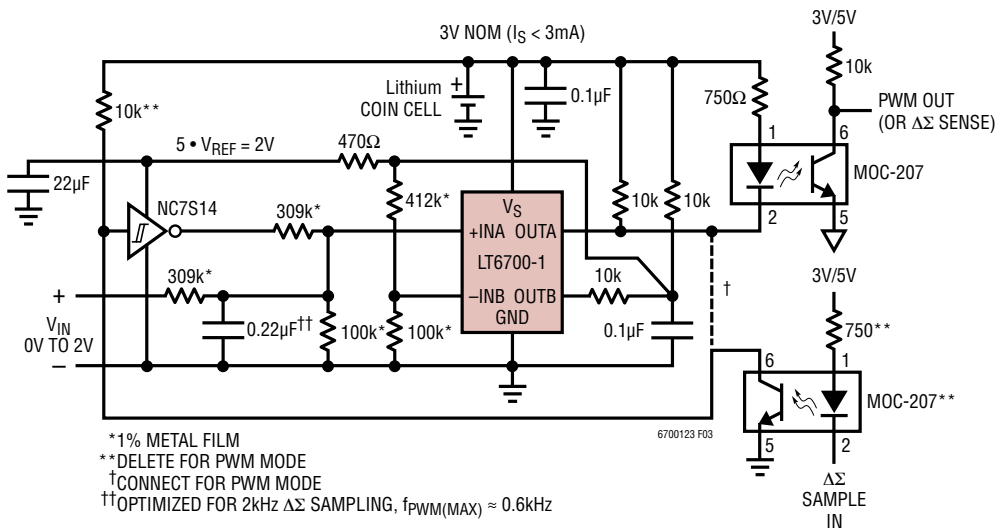 3V NOM (I_S < 3mA)
3V/5V
10k
PWM OUT
(OR ΔΣ SENSE)
10k**
Lithium
COIN CELL
+
0.1µF
750Ω
1
6
MOC-207
2
5
5 • V_REF = 2V
470Ω
22µF
NC7S14
309k*
412k*
10k
10k
V_S
+INA OUTA
LT6700-1
–INB OUTB
GND
10k
†
3V/5V
309k*
+
V_IN
0V TO 2V
–
0.22µF††
100k*
100k*
0.1µF
750**
6
1
MOC-207**
5
2
6700123 F03
ΔΣ
SAMPLE
IN
*1% METAL FILM
**DELETE FOR PWM MODE
†CONNECT FOR PWM MODE
††OPTIMIZED FOR 2kHz ΔΣ SAMPLING, f_PWM(MAX) ≈ 0.6kHz